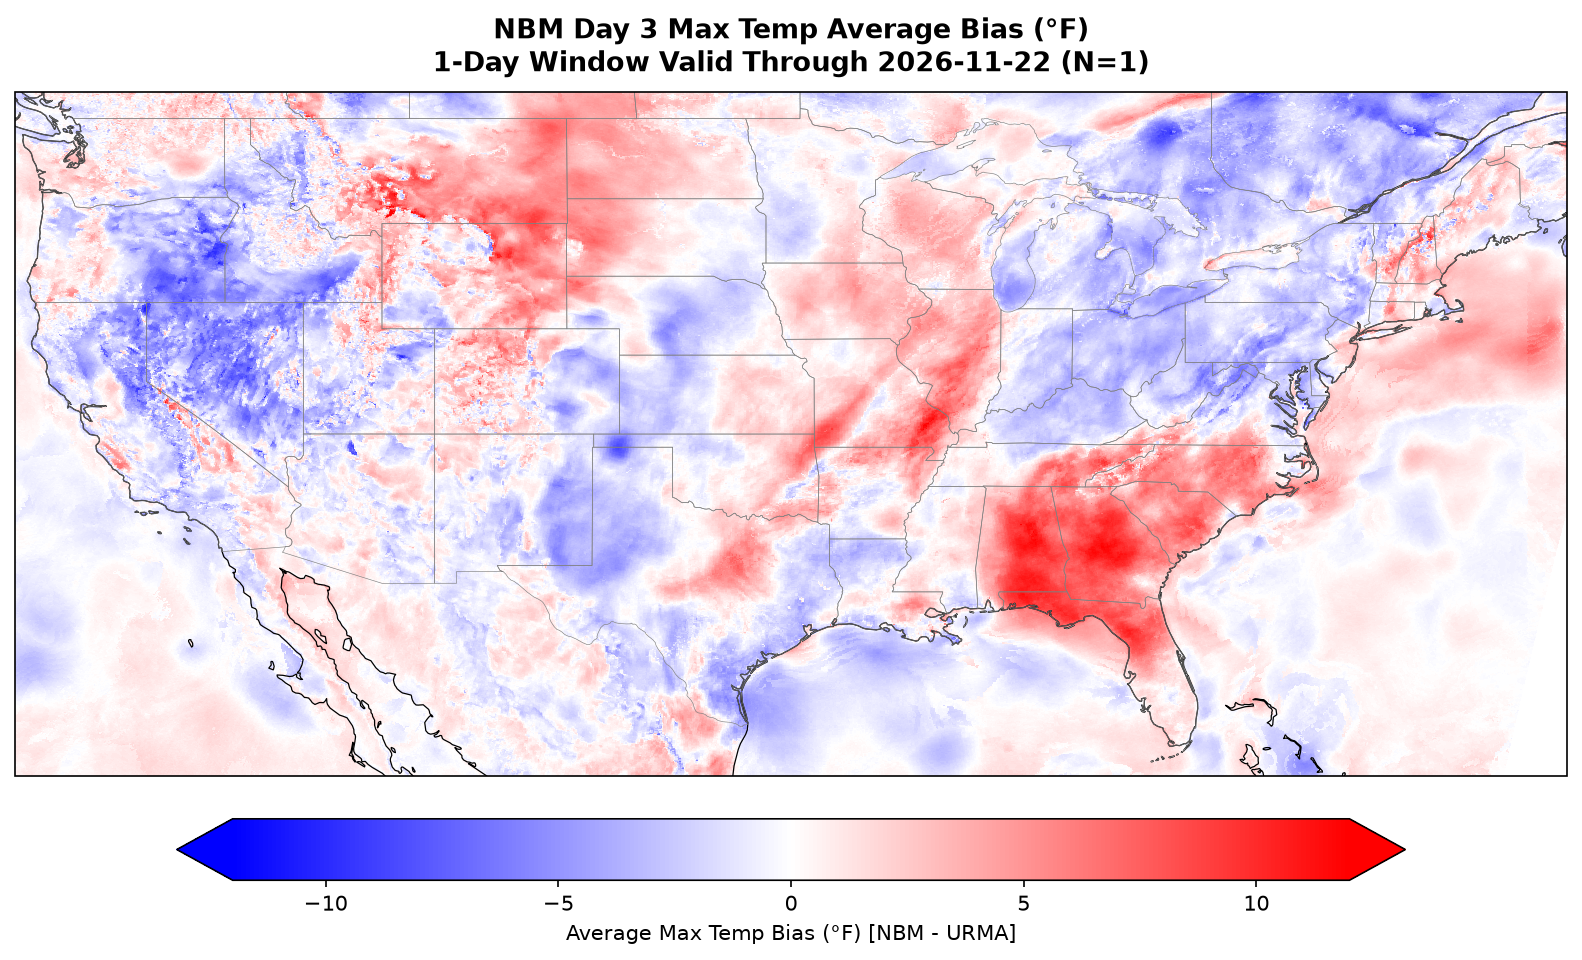 NBM Day 3 Max Temp Average Bias (°F)
1-Day Window Valid Through 2026-11-22 (N=1)
−10 −5 0 5 10
Average Max Temp Bias (°F) [NBM - URMA]